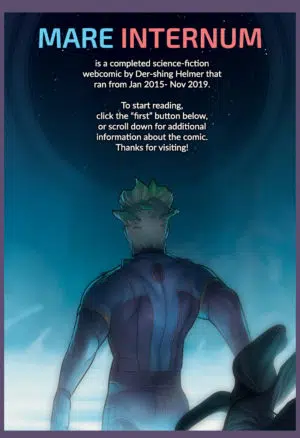 MARE INTERNUM
is a completed science-fiction
webcomic by Der-shing Helmer that
ran from Jan 2015- Nov 2019.
To start reading,
click the "first" button below,
or scroll down for additional
information about the comic.
Thanks for visiting!